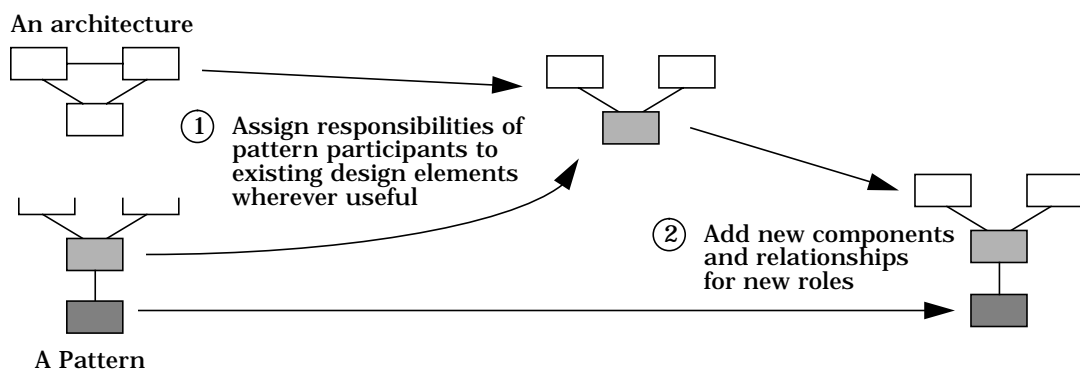 An architecture
1
Assign responsibilities of
pattern participants to
existing design elements
wherever useful
2
Add new components
and relationships
for new roles
A Pattern